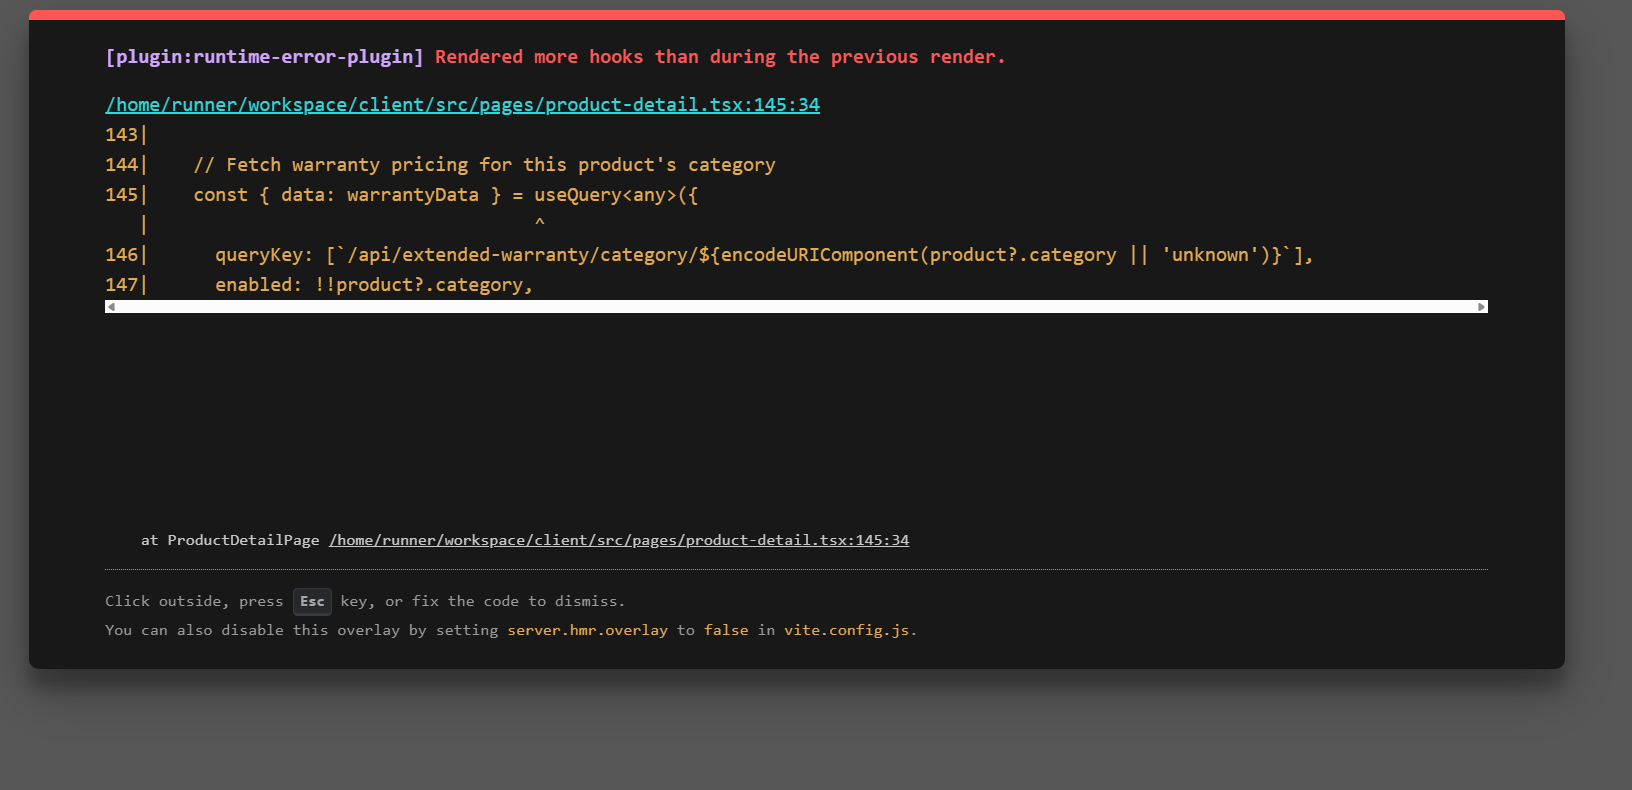 [plugin:runtime-error-plugin] Rendered more hooks than during the previous render.
/home/runner/workspace/client/src/pages/product-detail.tsx:145:34
143|
144|    // Fetch warranty pricing for this product's category
145|    const { data: warrantyData } = useQuery<any>({
   |                                   ^
146|      queryKey: [`/api/extended-warranty/category/${encodeURIComponent(product?.category || 'unknown')}`],
147|      enabled: !!product?.category,
at ProductDetailPage /home/runner/workspace/client/src/pages/product-detail.tsx:145:34
Click outside, press Esc key, or fix the code to dismiss.
You can also disable this overlay by setting server.hmr.overlay to false in vite.config.js.